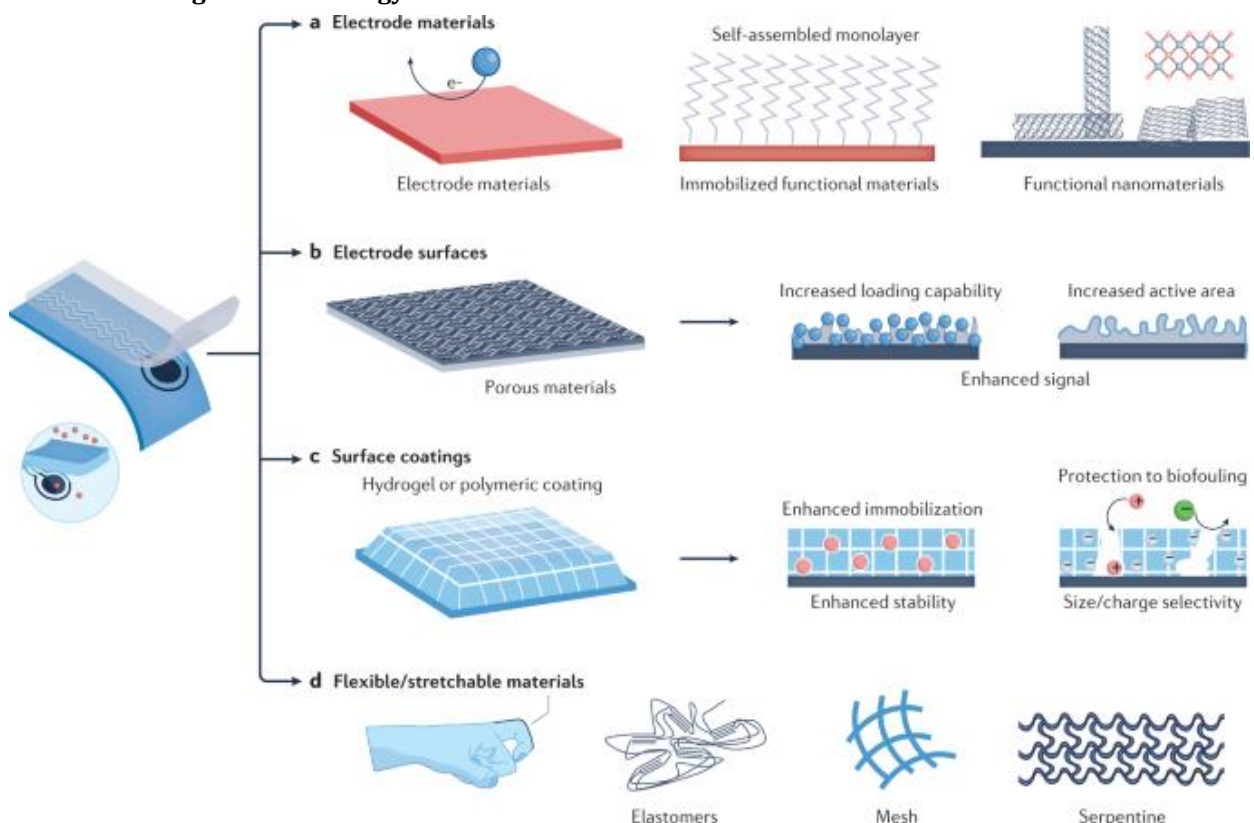 a Electrode materials
Self-assembled monolayer
e-
Electrode materials
Immobilized functional materials
Functional nanomaterials
b Electrode surfaces
Increased loading capability
Increased active area
Porous materials
Enhanced signal
c Surface coatings
Hydrogel or polymeric coating
Protection to biofouling
Enhanced immobilization
+
−
Enhanced stability
Size/charge selectivity
d Flexible/stretchable materials
Elastomers
Mesh
Serpentine